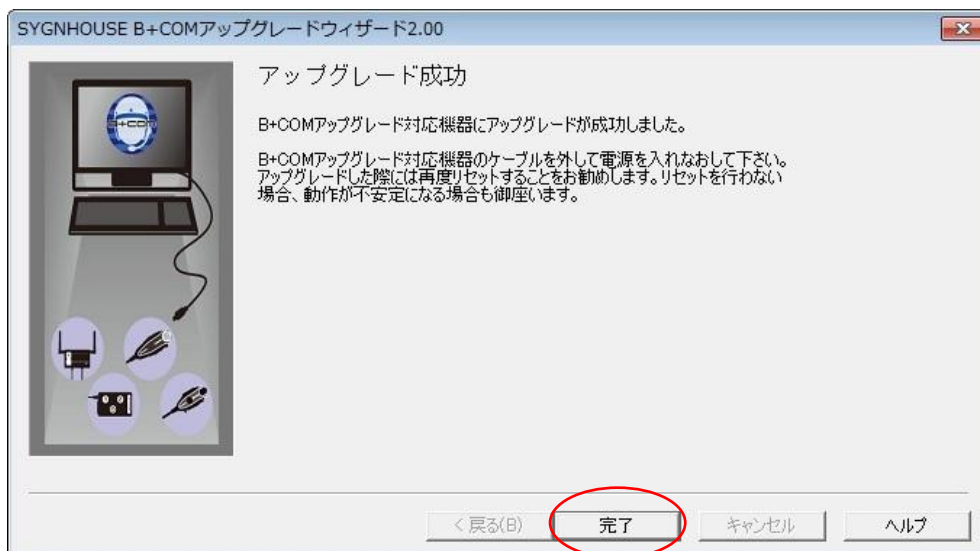 SYGNHOUSE B+COMアップグレードウィザード2.00
アップグレード成功
B+COMアップグレード対応機器にアップグレードが成功しました。
B+COMアップグレード対応機器のケーブルを外して電源を入れなおして下さい。
アップグレードした際には再度リセットすることをお勧めします。リセットを行わない
場合、動作が不安定になる場合も御座います。
B+COM
< 戻る(B)
完了
キャンセル
ヘルプ